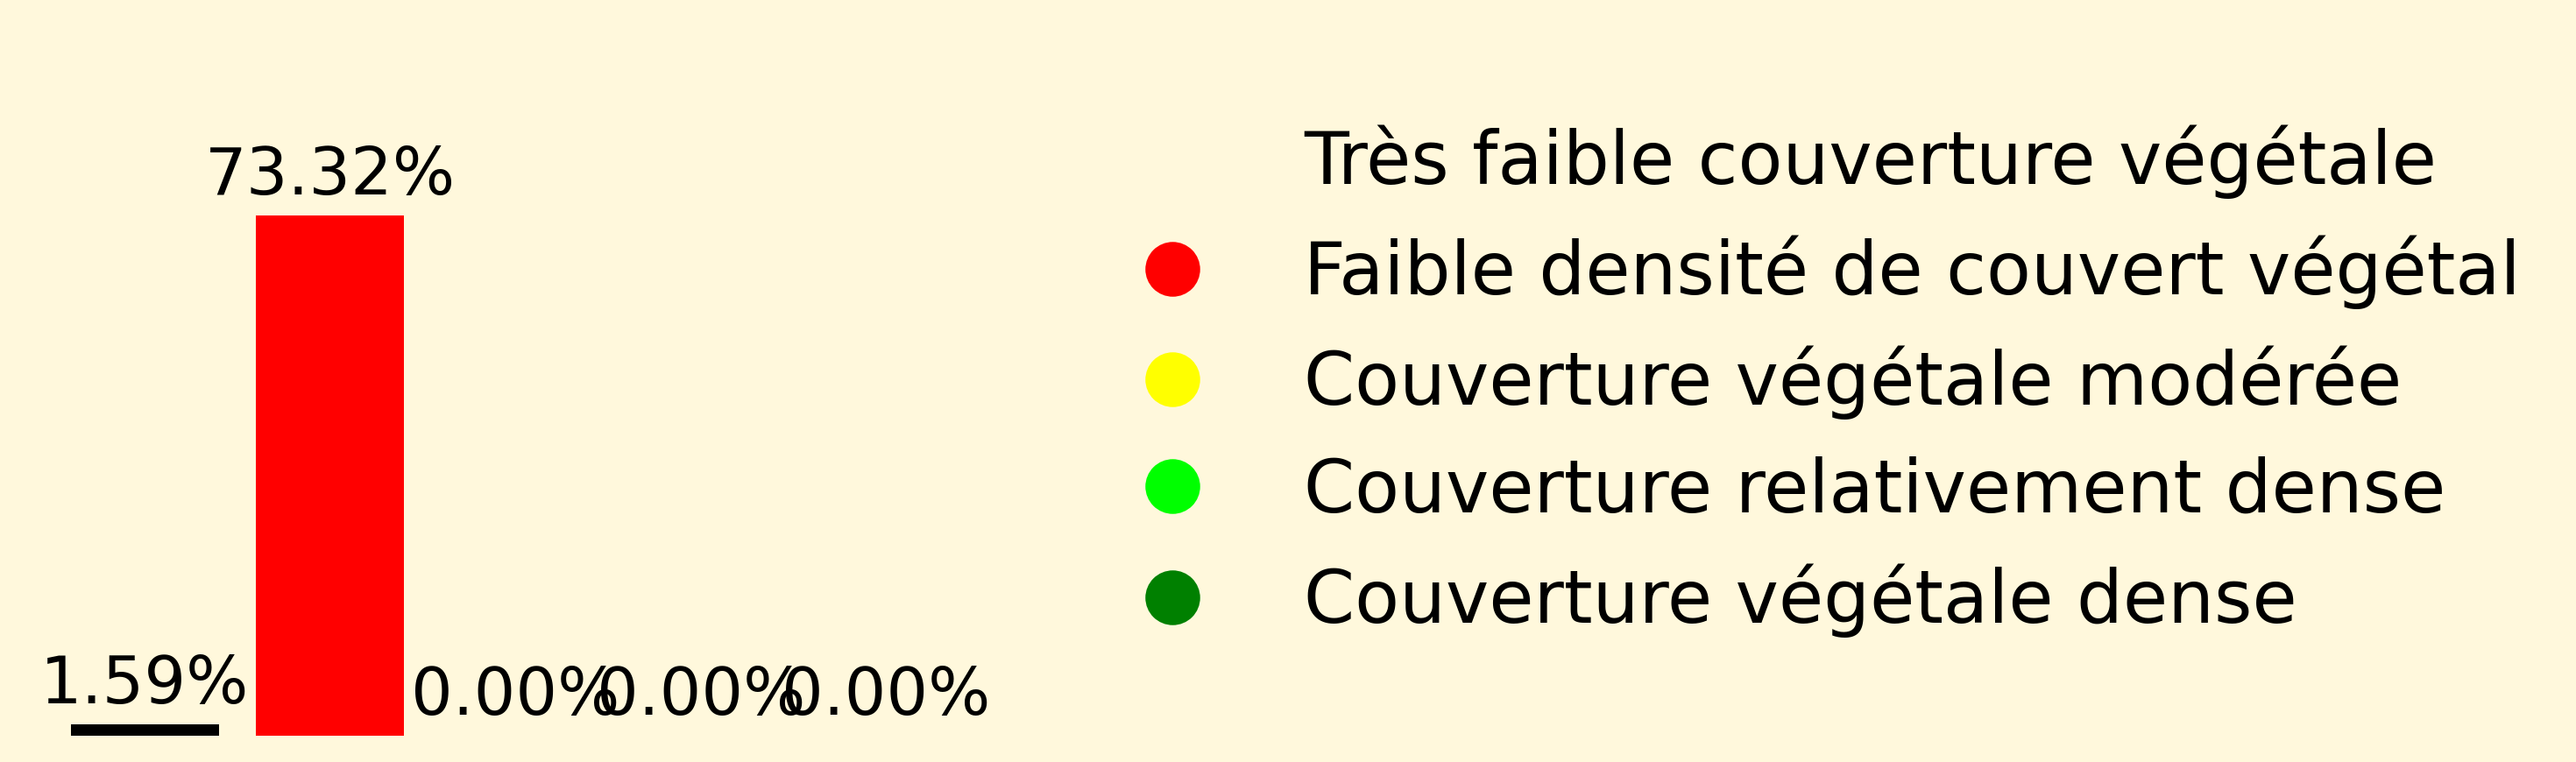 73.32%
1.59%
0.00%
0.00%
0.00%
Très faible couverture végétale
Faible densité de couvert végétal
Couverture végétale modérée
Couverture relativement dense
Couverture végétale dense